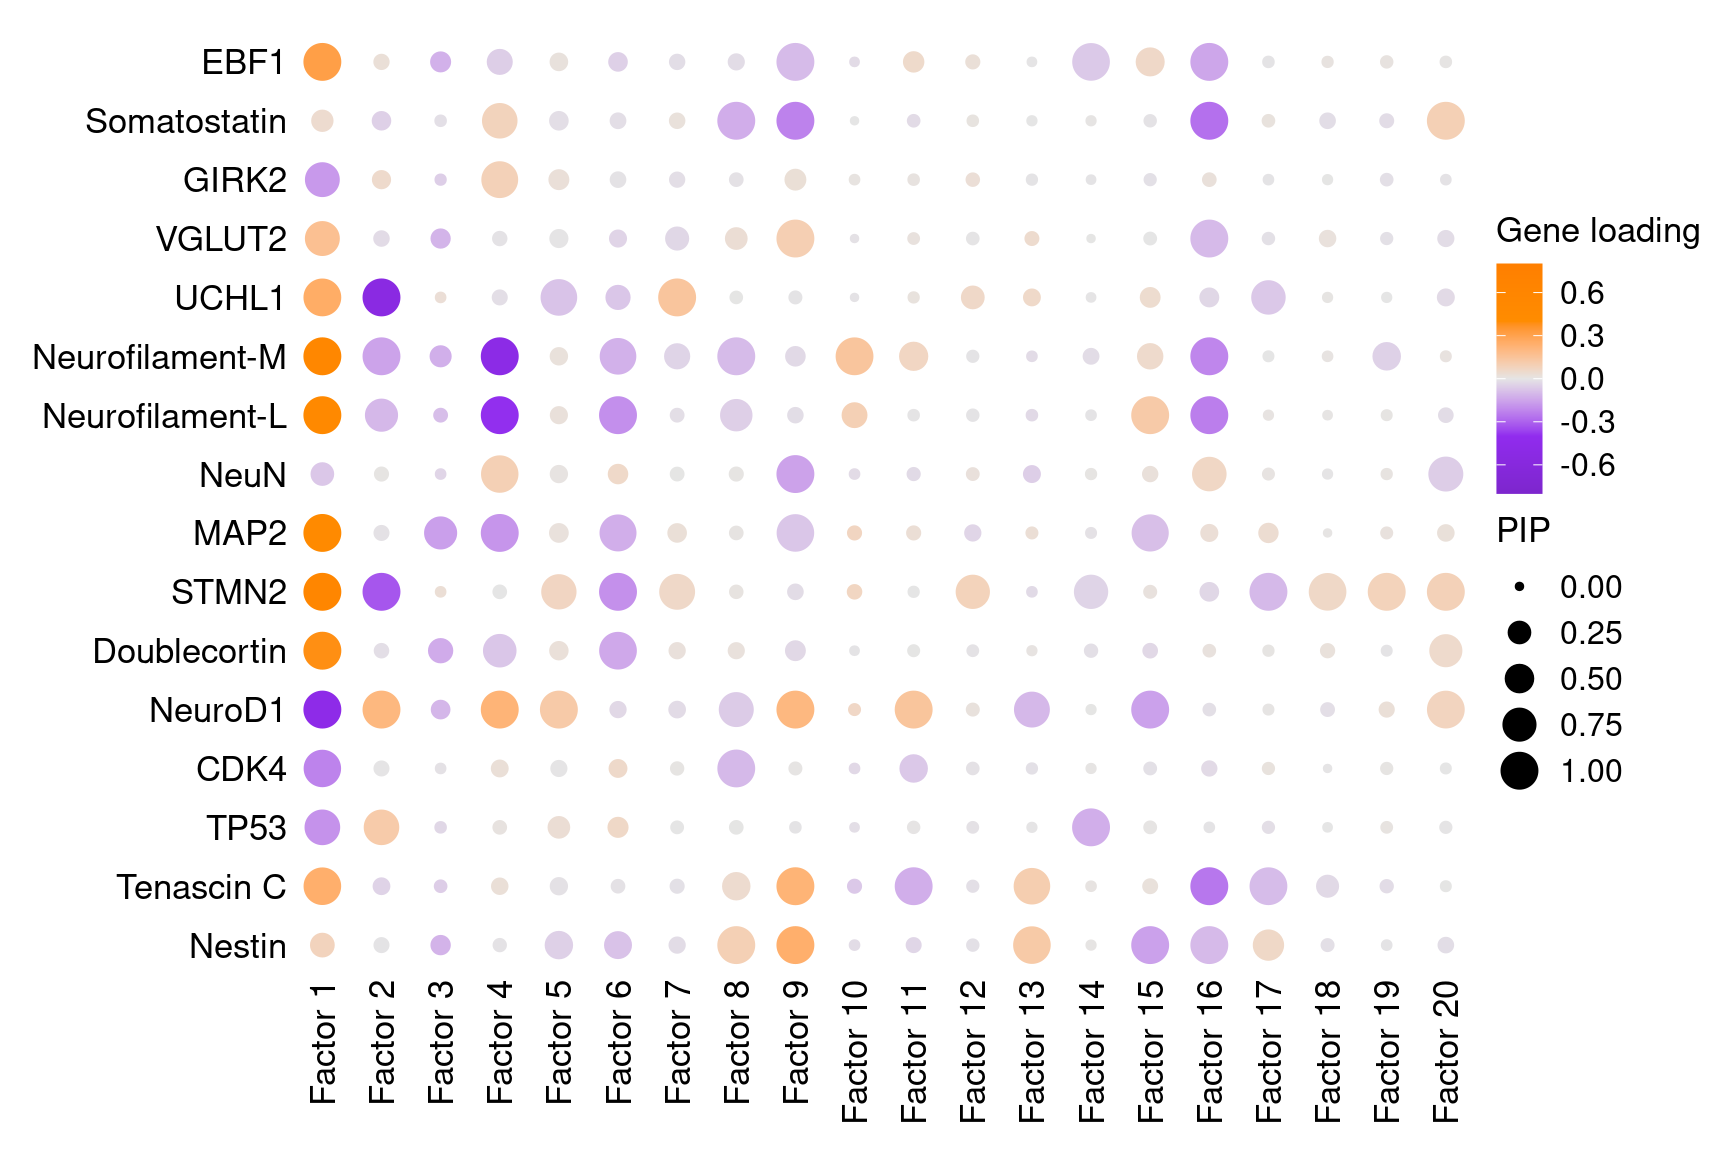 EBF1
Somatostatin
GIRK2
VGLUT2
UCHL1
Neurofilament-M
Neurofilament-L
NeuN
MAP2
STMN2
Doublecortin
NeuroD1
CDK4
TP53
Tenascin C
Nestin
Factor 1
Factor 2
Factor 3
Factor 4
Factor 5
Factor 6
Factor 7
Factor 8
Factor 9
Factor 10
Factor 11
Factor 12
Factor 13
Factor 14
Factor 15
Factor 16
Factor 17
Factor 18
Factor 19
Factor 20
Gene loading
0.6
0.3
0.0
-0.3
-0.6
PIP
0.00
0.25
0.50
0.75
1.00